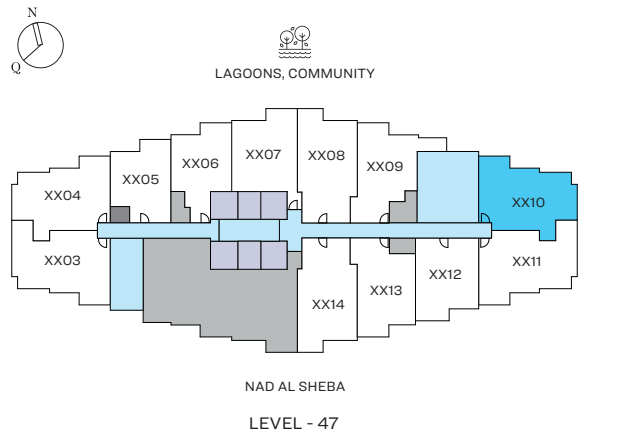 N
Q
LAGOONS, COMMUNITY
XX07
XX08
XX06
XX09
XX05
XX04
XX10
XX03
XX11
XX12
XX13
XX14
NAD AL SHEBA
LEVEL - 47